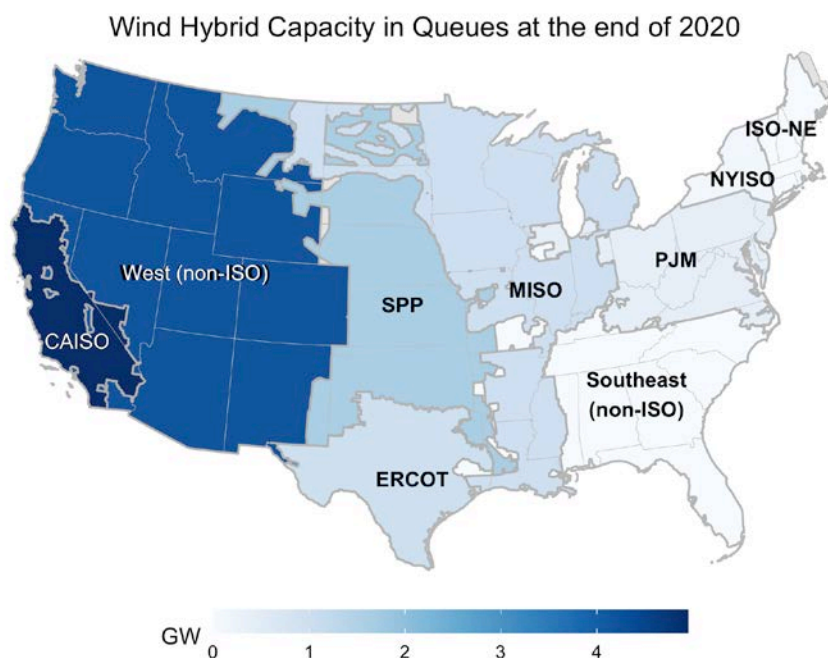 Wind Hybrid Capacity in Queues at the end of 2020
ISO-NE
NYISO
PJM
West (non-ISO)
SPP
MISO
CAISO
Southeast
(non-ISO)
ERCOT
GW
0 1 2 3 4